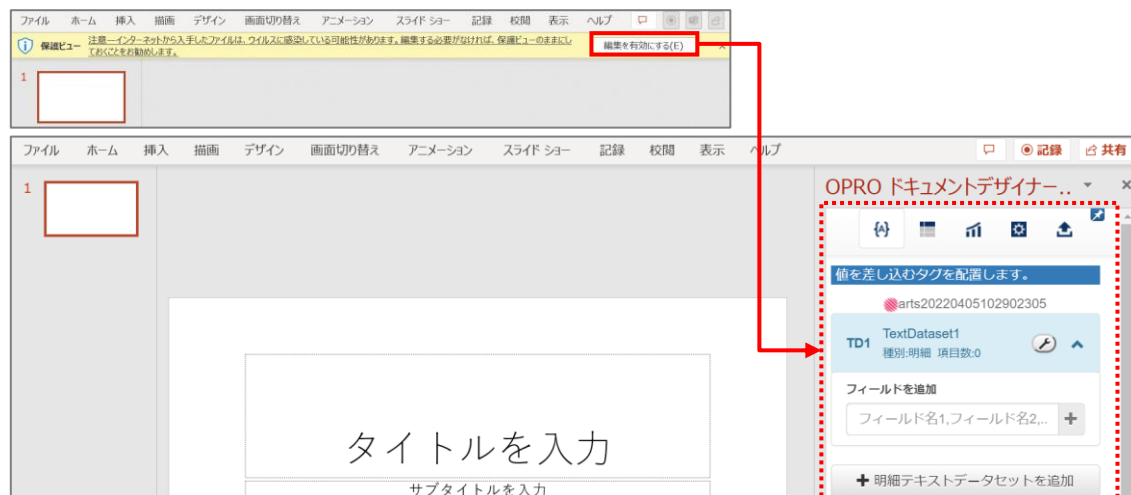 ファイル ホーム 挿入 描画 デザイン 画面切り替え アニメーション スライド ショー 記録 校閲 表示 ヘルプ
保護ビュー 注意―インターネットから入手したファイルは、ウイルスに感染している可能性があります。編集する必要がなければ、保護ビューのままにし
ておくことをお勧めします。
編集を有効にする(E)
1
ファイル ホーム 挿入 描画 デザイン 画面切り替え アニメーション スライド ショー 記録 校閲 表示 ヘルプ 記録 共有
1
OPRO ドキュメントデザイナー..
{A}
値を差し込むタグを配置します。
arts20220405102902305
TD1 TextDataset1
種別:明細 項目数:0
フィールドを追加
フィールド名1,フィールド名2,..
明細テキストデータセットを追加
タイトルを入力
サブタイトルを入力